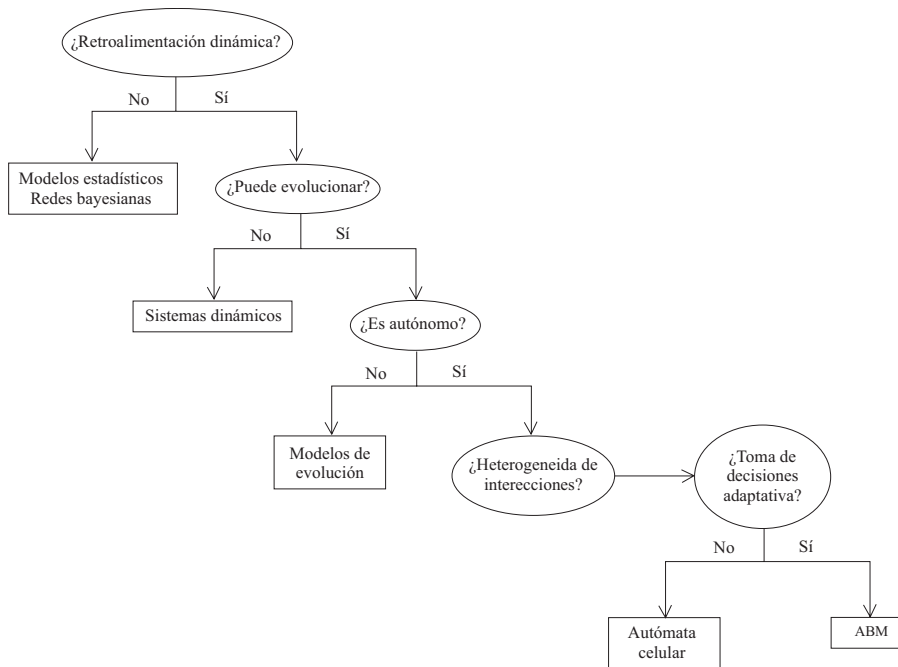 ¿Retroalimentación dinámica?
No
Sí
Modelos estadísticos
Redes bayesianas
¿Puede evolucionar?
No
Sí
Sistemas dinámicos
¿Es autónomo?
No
Sí
Modelos de
evolución
¿Heterogeneida de
interecciones?
¿Toma de
decisiones
adaptativa?
No
Sí
Autómata
celular
ABM